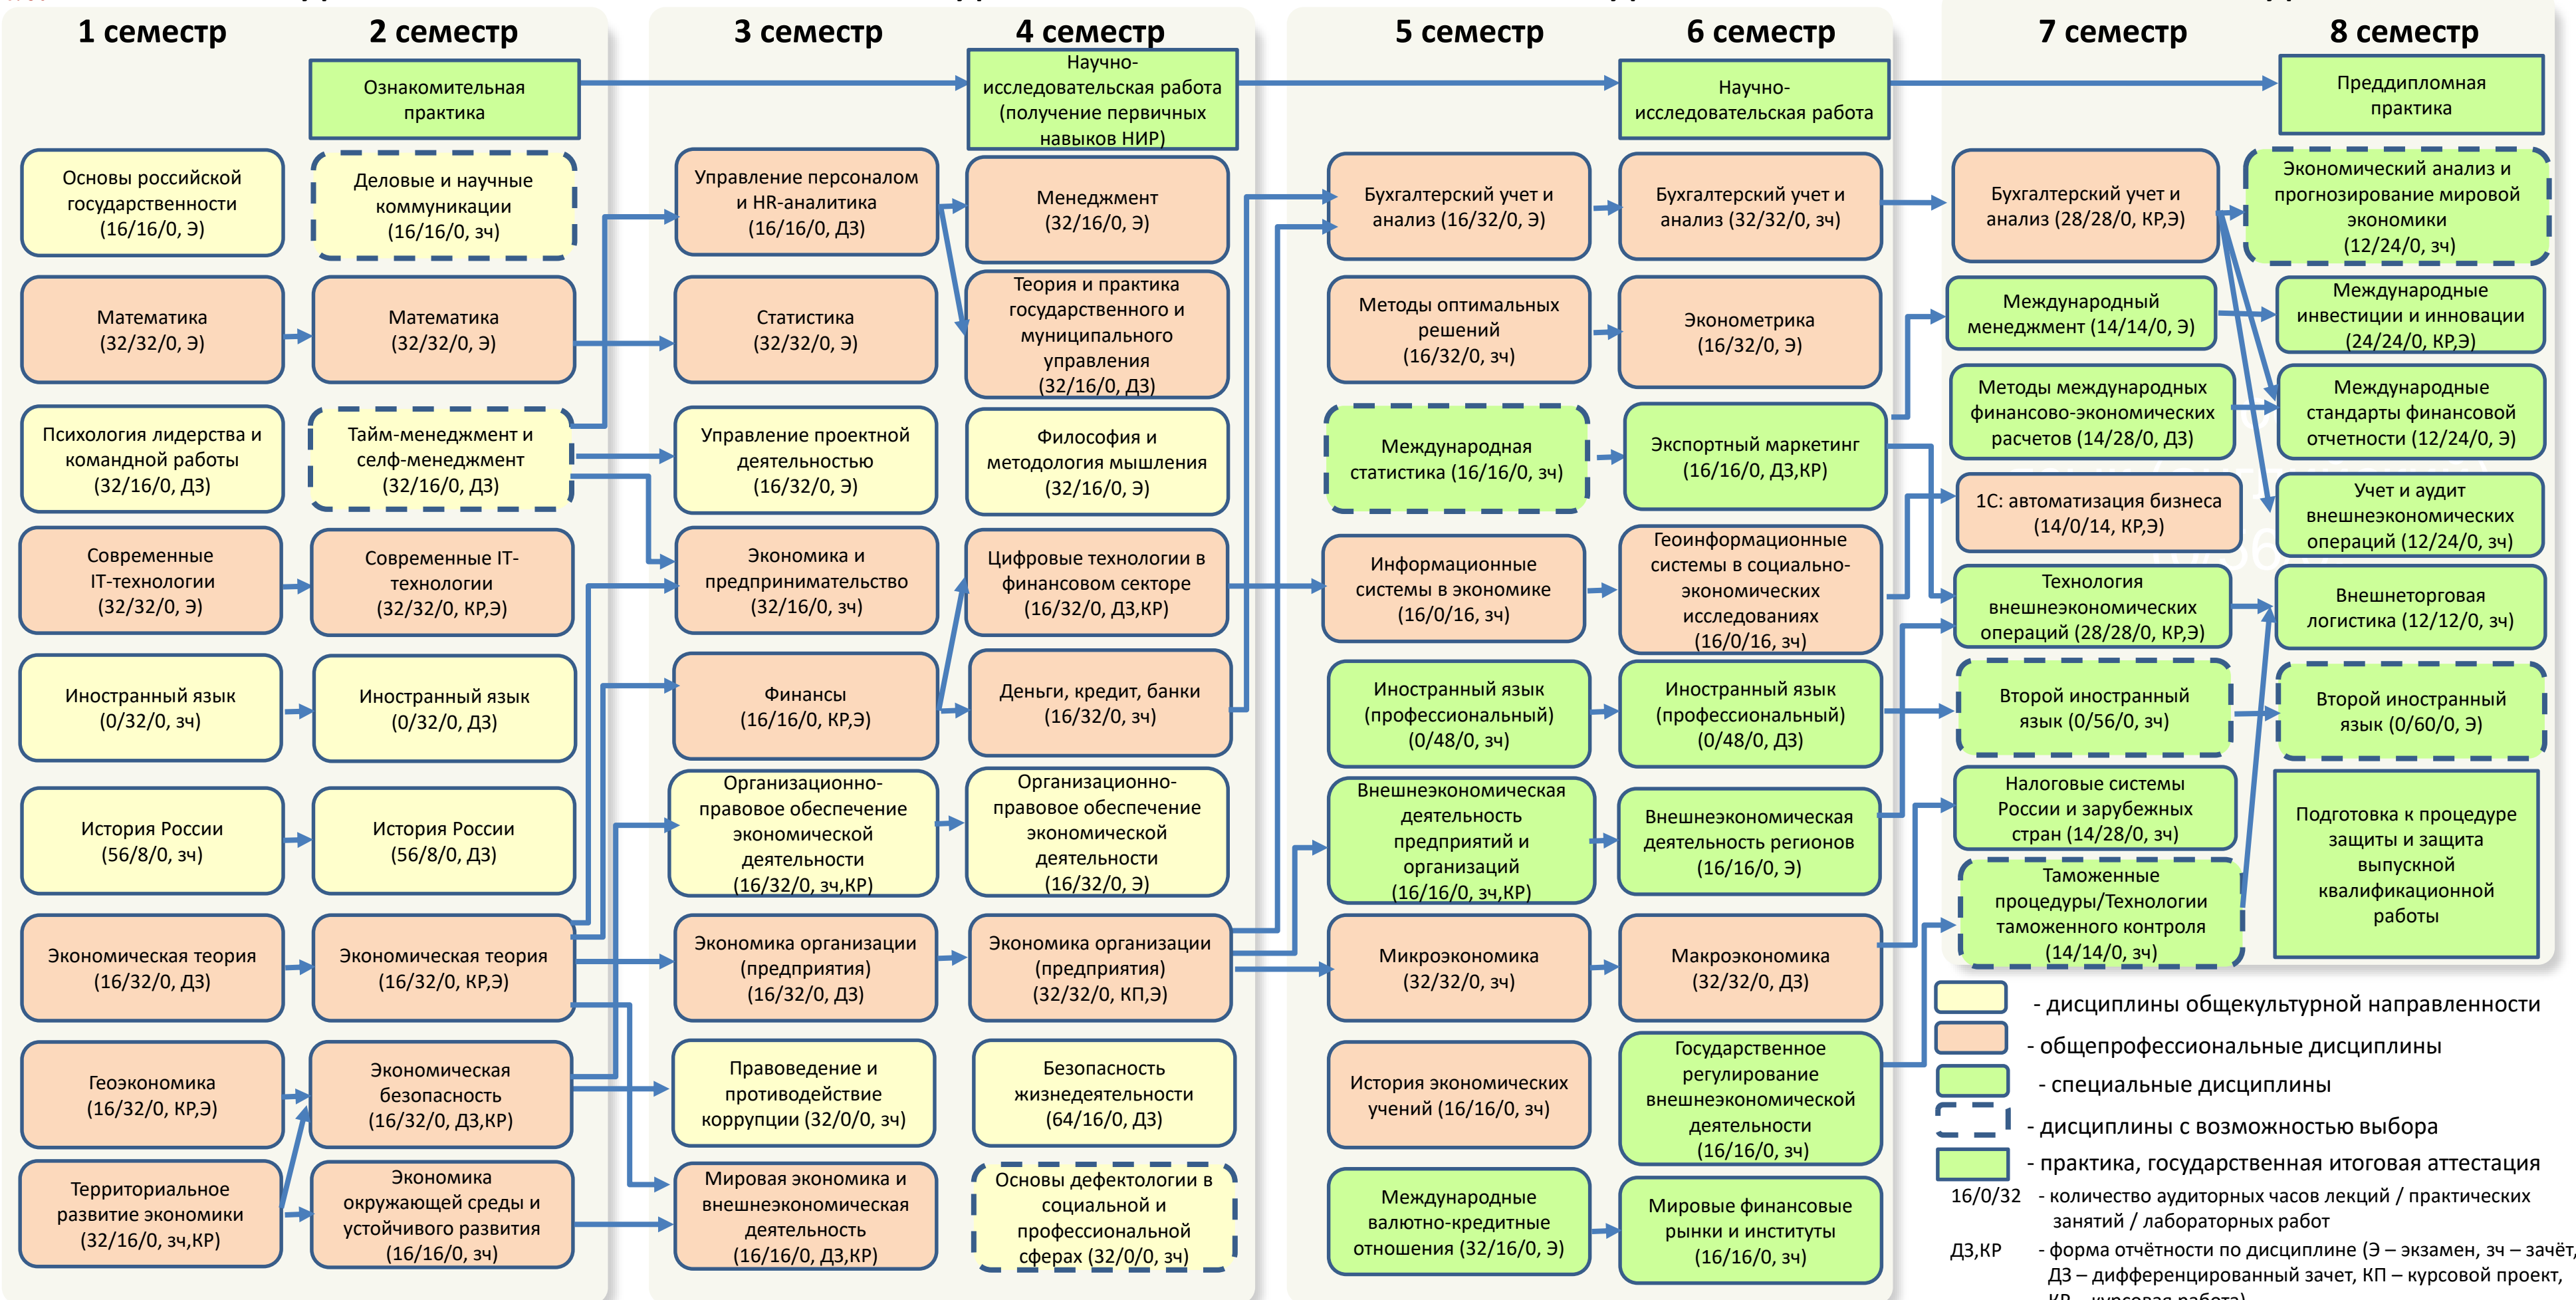 1 семестр
2 семестр
3 семестр
4 семестр
5 семестр
6 семестр
7 семестр
8 семестр
Ознакомительная
практика
Научно-
исследовательская работа
(получение первичных
навыков НИР)
Научно-
исследовательская работа
Преддипломная
практика
Основы российской
государственности
(16/16/0, Э)
Математика
(32/32/0, Э)
Психология лидерства и
командной работы
(32/16/0, ДЗ)
Современные
IT-технологии
(32/32/0, Э)
Иностранный язык
(0/32/0, зч)
История России
(56/8/0, зч)
Экономическая теория
(16/32/0, ДЗ)
Геоэкономика
(16/32/0, КР,Э)
Территориальное
развитие экономики
(32/16/0, зч,КР)
Деловые и научные
коммуникации
(16/16/0, зч)
Математика
(32/32/0, Э)
Тайм-менеджмент и
селф-менеджмент
(32/16/0, ДЗ)
Современные IT-
технологии
(32/32/0, КР,Э)
Иностранный язык
(0/32/0, ДЗ)
История России
(56/8/0, ДЗ)
Экономическая теория
(16/32/0, КР,Э)
Экономическая
безопасность
(16/32/0, ДЗ,КР)
Экономика
окружающей среды и
устойчивого развития
(16/16/0, зч)
Управление персоналом
и HR-аналитика
(16/16/0, ДЗ)
Статистика
(32/32/0, Э)
Управление проектной
деятельностью
(16/32/0, Э)
Экономика и
предпринимательство
(32/16/0, зч)
Финансы
(16/16/0, КР,Э)
Организационно-
правовое обеспечение
экономической
деятельности
(16/32/0, зч,КР)
Экономика организации
(предприятия)
(16/32/0, ДЗ)
Правоведение и
противодействие
коррупции (32/0/0, зч)
Мировая экономика и
внешнеэкономическая
деятельность
(16/16/0, ДЗ,КР)
Менеджмент
(32/16/0, Э)
Теория и практика
государственного и
муниципального
управления
(32/16/0, ДЗ)
Философия и
методология мышления
(32/16/0, Э)
Цифровые технологии в
финансовом секторе
(16/32/0, ДЗ,КР)
Деньги, кредит, банки
(16/32/0, зч)
Организационно-
правовое обеспечение
экономической
деятельности
(16/32/0, Э)
Экономика организации
(предприятия)
(32/32/0, КП,Э)
Безопасность
жизнедеятельности
(64/16/0, ДЗ)
Основы дефектологии в
социальной и
профессиональной
сферах (32/0/0, зч)
Бухгалтерский учет и
анализ (16/32/0, Э)
Методы оптимальных
решений
(16/32/0, зч)
Международная
статистика (16/16/0, зч)
Информационные
системы в экономике
(16/0/16, зч)
Иностранный язык
(профессиональный)
(0/48/0, зч)
Внешнеэкономическая
деятельность
предприятий и
организаций
(16/16/0, зч,КР)
Микроэкономика
(32/32/0, зч)
История экономических
учений (16/16/0, зч)
Международные
валютно-кредитные
отношения (32/16/0, Э)
Бухгалтерский учет и
анализ (32/32/0, зч)
Эконометрика
(16/32/0, Э)
Экспортный маркетинг
(16/16/0, ДЗ,КР)
Геоинформационные
системы в социально-
экономических
исследованиях
(16/0/16, зч)
Иностранный язык
(профессиональный)
(0/48/0, ДЗ)
Внешнеэкономическая
деятельность регионов
(16/16/0, Э)
Макроэкономика
(32/32/0, ДЗ)
Государственное
регулирование
внешнеэкономической
деятельности
(16/16/0, зч)
Мировые финансовые
рынки и институты
(16/16/0, зч)
Бухгалтерский учет и
анализ (28/28/0, КР,Э)
Международный
менеджмент (14/14/0, Э)
Методы международных
финансово-экономических
расчетов (14/28/0, ДЗ)
1С: автоматизация бизнеса
(14/0/14, КР,Э)
Технология
внешнеэкономических
операций (28/28/0, КР,Э)
Второй иностранный
язык (0/56/0, зч)
Налоговые системы
России и зарубежных
стран (14/28/0, зч)
Таможенные
процедуры/Технологии
таможенного контроля
(14/14/0, зч)
Экономический анализ и
прогнозирование мировой
экономики
(12/24/0, зч)
Международные
инвестиции и инновации
(24/24/0, КР,Э)
Международные
стандарты финансовой
отчетности (12/24/0, Э)
Учет и аудит
внешнеэкономических
операций (12/24/0, зч)
Внешнеторговая
логистика (12/12/0, зч)
Второй иностранный
язык (0/60/0, Э)
Подготовка к процедуре
защиты и защита
выпускной
квалификационной
работы
- дисциплины общекультурной направленности
- общепрофессиональные дисциплины
- специальные дисциплины
- дисциплины с возможностью выбора
- практика, государственная итоговая аттестация
16/0/32 - количество аудиторных часов лекций / практических
занятий / лабораторных работ
ДЗ,КР - форма отчётности по дисциплине (Э – экзамен, зч – зачёт,
ДЗ – дифференцированный зачет, КП – курсовой проект,
КР – курсовая работа)